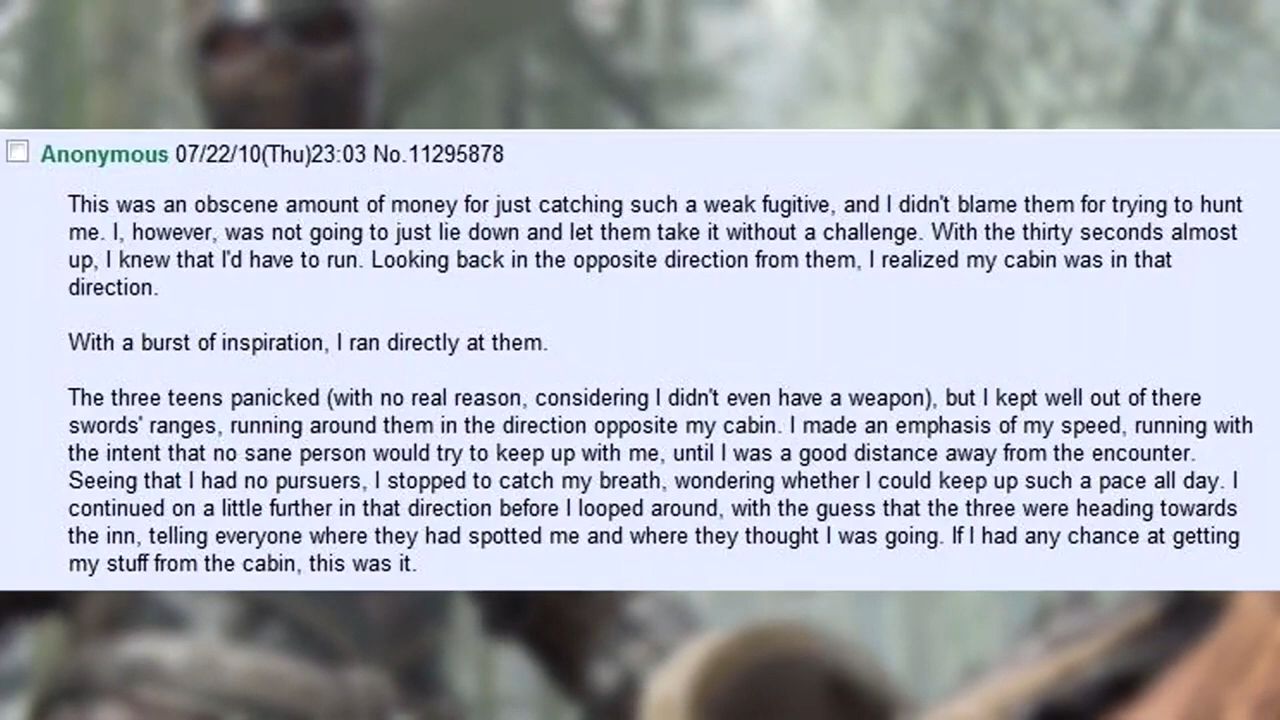 Anonymous 07/22/10(Thu)23:03 No.11295878
This was an obscene amount of money for just catching such a weak fugitive, and I didn't blame them for trying to hunt
me. I, however, was not going to just lie down and let them take it without a challenge. With the thirty seconds almost
up, I knew that I'd have to run. Looking back in the opposite direction from them, I realized my cabin was in that
direction.
With a burst of inspiration, I ran directly at them.
The three teens panicked (with no real reason, considering I didn't even have a weapon), but I kept well out of there
swords' ranges, running around them in the direction opposite my cabin. I made an emphasis of my speed, running with
the intent that no sane person would try to keep up with me, until I was a good distance away from the encounter.
Seeing that I had no pursuers, I stopped to catch my breath, wondering whether I could keep up such a pace all day. I
continued on a little further in that direction before I looped around, with the guess that the three were heading towards
the inn, telling everyone where they had spotted me and where they thought I was going. If I had any chance at getting
my stuff from the cabin, this was it.